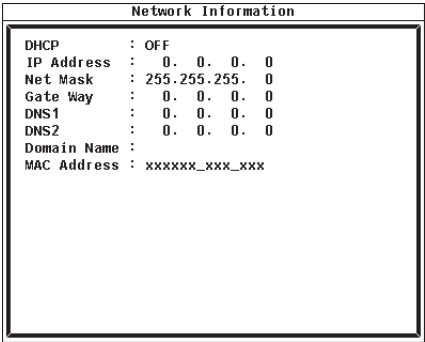 Network Information
DHCP : OFF
IP Address : 0. 0. 0. 0
Net Mask : 255.255.255. 0
Gate Way : 0. 0. 0. 0
DNS1 : 0. 0. 0. 0
DNS2 : 0. 0. 0. 0
Domain Name :
MAC Address : xxxxxx_xxx_xxx